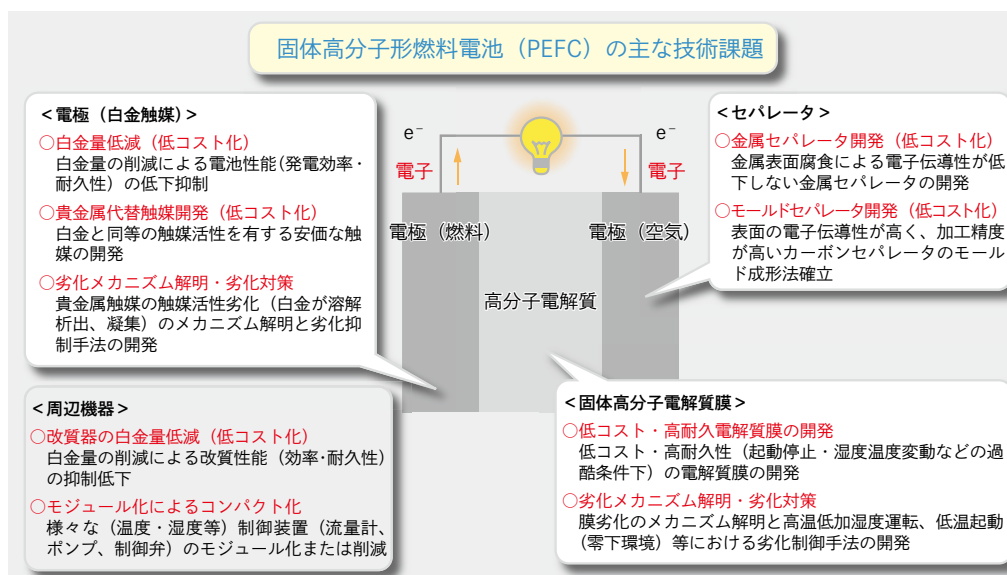 固体高分子形燃料電池（PEFC）の主な技術課題
＜電極（白金触媒）＞
○白金量低減（低コスト化）
白金量の削減による電池性能（発電効率・
耐久性）の低下抑制
○貴金属代替触媒開発（低コスト化）
白金と同等の触媒活性を有する安価な触
媒の開発
○劣化メカニズム解明・劣化対策
貴金属触媒の触媒活性劣化（白金が溶解
析出、凝集）のメカニズム解明と劣化抑
制手法の開発
e⁻
電子
電極（燃料）
高分子電解質
e⁻
電子
電極（空気）
＜セパレータ＞
○金属セパレータ開発（低コスト化）
金属表面腐食による電子伝導性が低
下しない金属セパレータの開発
○モールドセパレータ開発（低コスト化）
表面の電子伝導性が高く、加工精度
が高いカーボンセパレータのモール
ド成形法確立
＜周辺機器＞
○改質器の白金量低減（低コスト化）
白金量の削減による改質性能（効率・耐久性）
の抑制低下
○モジュール化によるコンパクト化
様々な（温度・湿度等）制御装置（流量計、
ポンプ、制御弁）のモジュール化または削減
＜固体高分子電解質膜＞
○低コスト・高耐久電解質膜の開発
低コスト・高耐久性（起動停止・湿度温度変動などの過
酷条件下）の電解質膜の開発
○劣化メカニズム解明・劣化対策
膜劣化のメカニズム解明と高温低加湿度運転、低温起動
（零下環境）等における劣化制御手法の開発